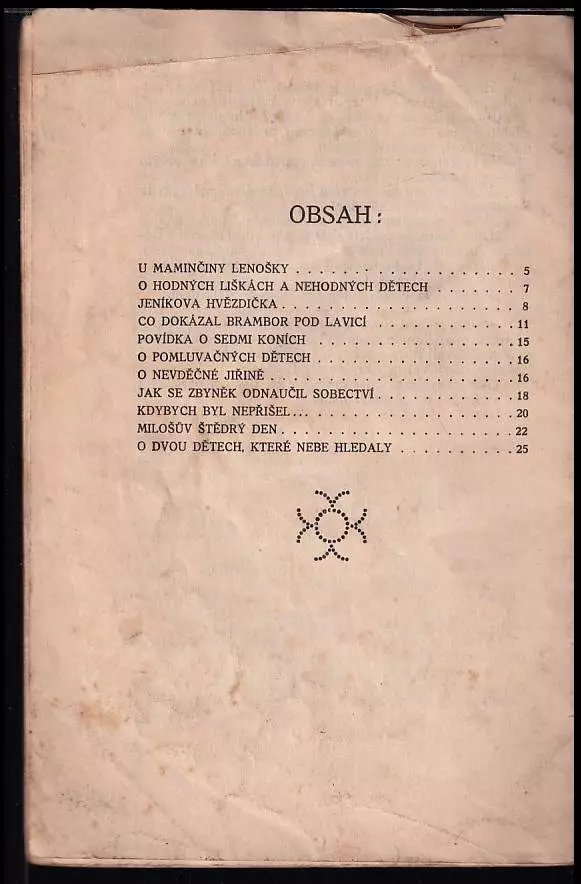 OBSAH:
U MAMINČINY LENOŠKY . . . . . . . . . . . . . . . . . . . . 5
O HODNÝCH LIŠKÁCH A NEHODNÝCH DĚTECH . . . . . . . 7
JENÍKOVA HVĚZDIČKA . . . . . . . . . . . . . . . . . . . . . 8
CO DOKÁZAL BRAMBOR POD LAVICÍ . . . . . . . . . . . . 11
POVÍDKA O SEDMI KONÍCH . . . . . . . . . . . . . . . . . 15
O POMLUVAČNÝCH DĚTECH . . . . . . . . . . . . . . . . . 16
O NEVDĚČNÉ JIŘINĚ . . . . . . . . . . . . . . . . . . . . . 16
JAK SE ZBYNĚK ODNAUČIL SOBECTVÍ . . . . . . . . . . . . 18
KDYBYCH BYL NEPŘIŠEL... . . . . . . . . . . . . . . . . . . 20
MILOŠŮV ŠTĚDRÝ DEN . . . . . . . . . . . . . . . . . . . . 22
O DVOU DĚTECH, KTERÉ NEBE HLEDALY . . . . . . . . . . 25